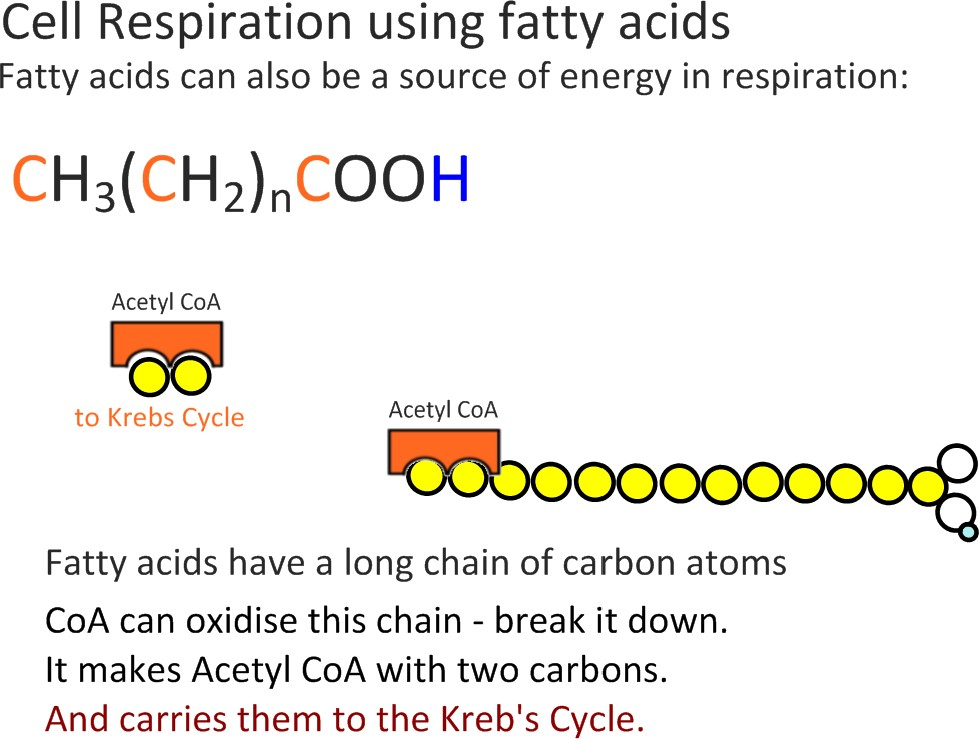 Cell Respiration using fatty acids
Fatty acids can also be a source of energy in respiration:
CH₃(CH₂)ₙCOOH
Acetyl CoA
to Krebs Cycle
Acetyl CoA
Fatty acids have a long chain of carbon atoms
CoA can oxidise this chain - break it down.
It makes Acetyl CoA with two carbons.
And carries them to the Kreb's Cycle.